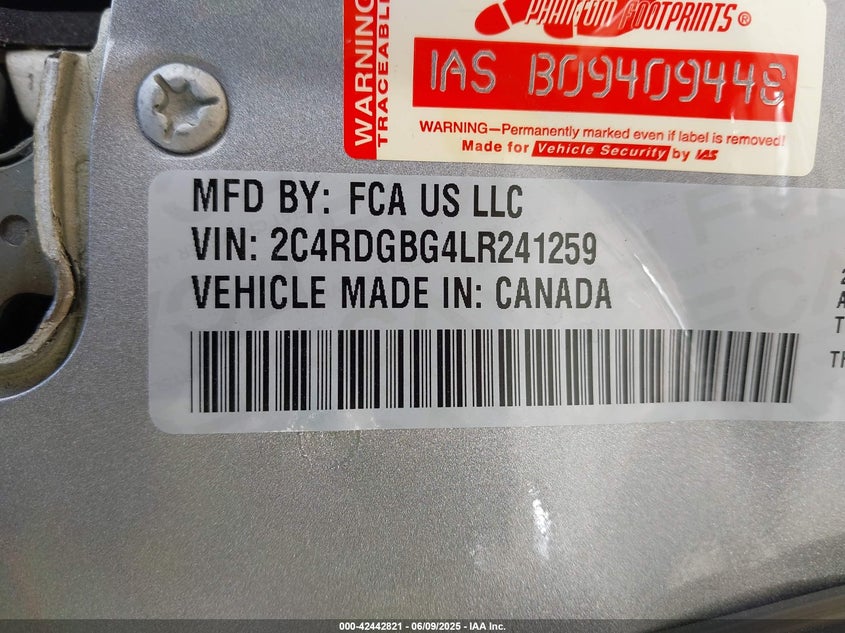 WARNING
TRACEABLE
PHANTOM FOOTPRINTS®
IAS B09409448
WARNING—Permanently marked even if label is removed!
Made for Vehicle Security by IAS
MFD BY: FCA US LLC
VIN: 2C4RDGBG4LR241259
VEHICLE MADE IN: CANADA
000-42442821 - 06/09/2025 - IAA Inc.